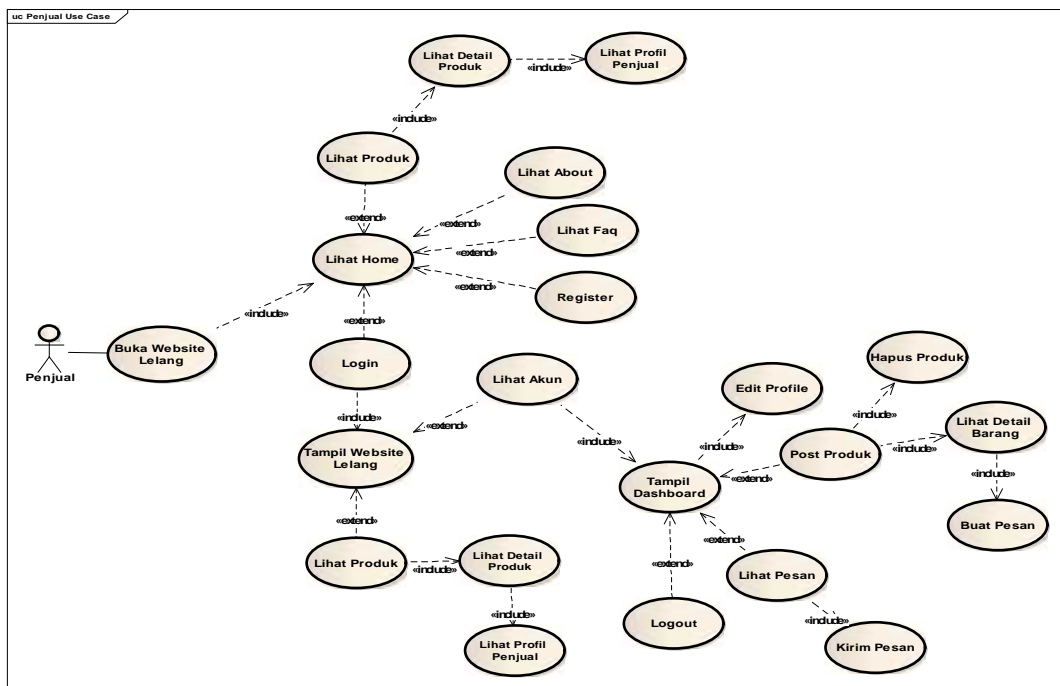 uc Penjual Use Case
Lihat Detail
Produk
«include»
Lihat Profil
Penjual
«include»
Lihat Produk
«extend»
Lihat About
«extend»
Lihat Faq
«extend»
Lihat Home
«extend»
Register
«include»
«extend»
Penjual
Buka Website
Lelang
Login
«include»
Lihat Akun
«extend»
Tampil Website
Lelang
«include»
Edit Profile
Hapus Produk
«include»
Lihat Detail
Barang
«include»
«include»
Post Produk
«extend»
Tampil
Dashboard
«include»
Buat Pesan
«extend»
Lihat Produk
«include»
Lihat Detail
Produk
«extend»
«extend»
Lihat Pesan
«include»
Logout
«include»
Kirim Pesan
Lihat Profil
Penjual